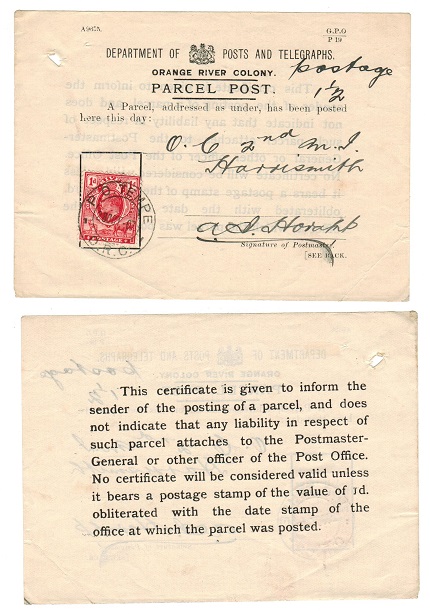 A9875.
G.P.O
P 19
DEPARTMENT OF POSTS AND TELEGRAPHS.
ORANGE RIVER COLONY.
postage
PARCEL POST.
1½
A Parcel, addressed as under, has been posted
here this day:
O.C 2nd M.I.
Harrismith
1d
POSTAGE
P.O. TEMPE
O.R.C.
Signature of Postmaster.
[SEE BACK.
This certificate is given to inform the
sender of the posting of a parcel, and does
not indicate that any liability in respect of
such parcel attaches to the Postmaster-
General or other officer of the Post Office.
No certificate will be considered valid unless
it bears a postage stamp of the value of 1d.
obliterated with the date stamp of the
office at which the parcel was posted.